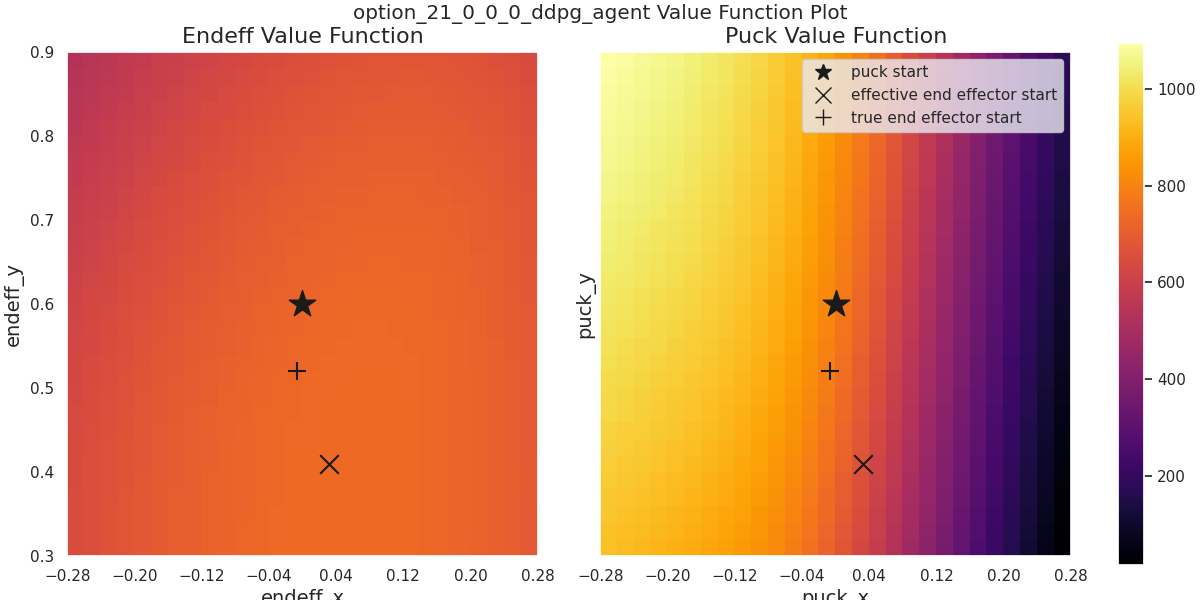 option_21_0_0_0_ddpg_agent Value Function Plot
Endeff Value Function
Puck Value Function
0.9
0.8
0.7
0.6
0.5
0.4
0.3
endeff_y
−0.28 −0.20 −0.12 −0.04 0.04 0.12 0.20 0.28
endeff_x
puck start
effective end effector start
true end effector start
puck_y
−0.28 −0.20 −0.12 −0.04 0.04 0.12 0.20 0.28
puck_x
1000
800
600
400
200